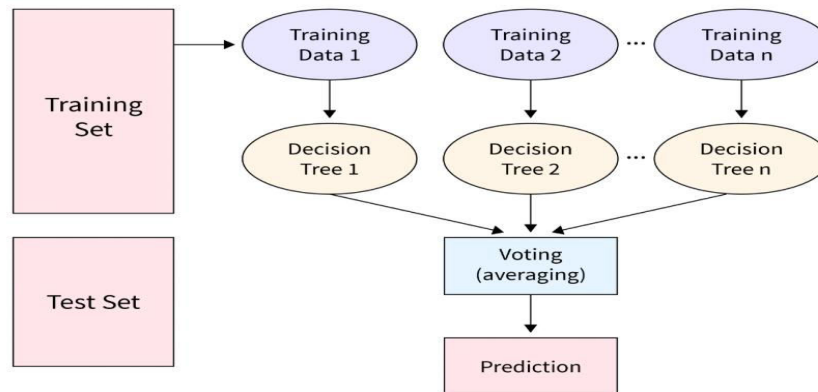 Training
Set
Training
Data 1
Training
Data 2
...
Training
Data n
Decision
Tree 1
Decision
Tree 2
...
Decision
Tree n
Voting
(averaging)
Test Set
Prediction